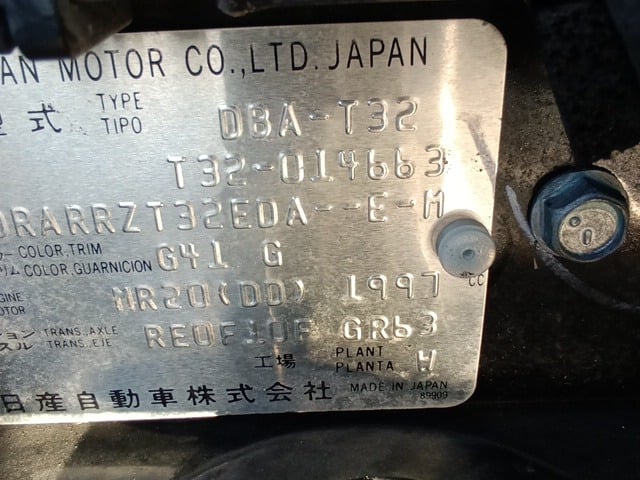 AN MOTOR CO.,LTD. JAPAN
型式 TYPE TIPO DBA-T32
T32-014663
DRARRZT32EDA--E-M
COLOR,TRIM
COLOR,GUARNICION G41 G
MR20(DD) 1997 CC
TRANS.,AXLE
TRANS.,EJE RE0F10F GR63
工場 PLANT PLANTA W
日産自動車株式会社 MADE IN JAPAN
89909